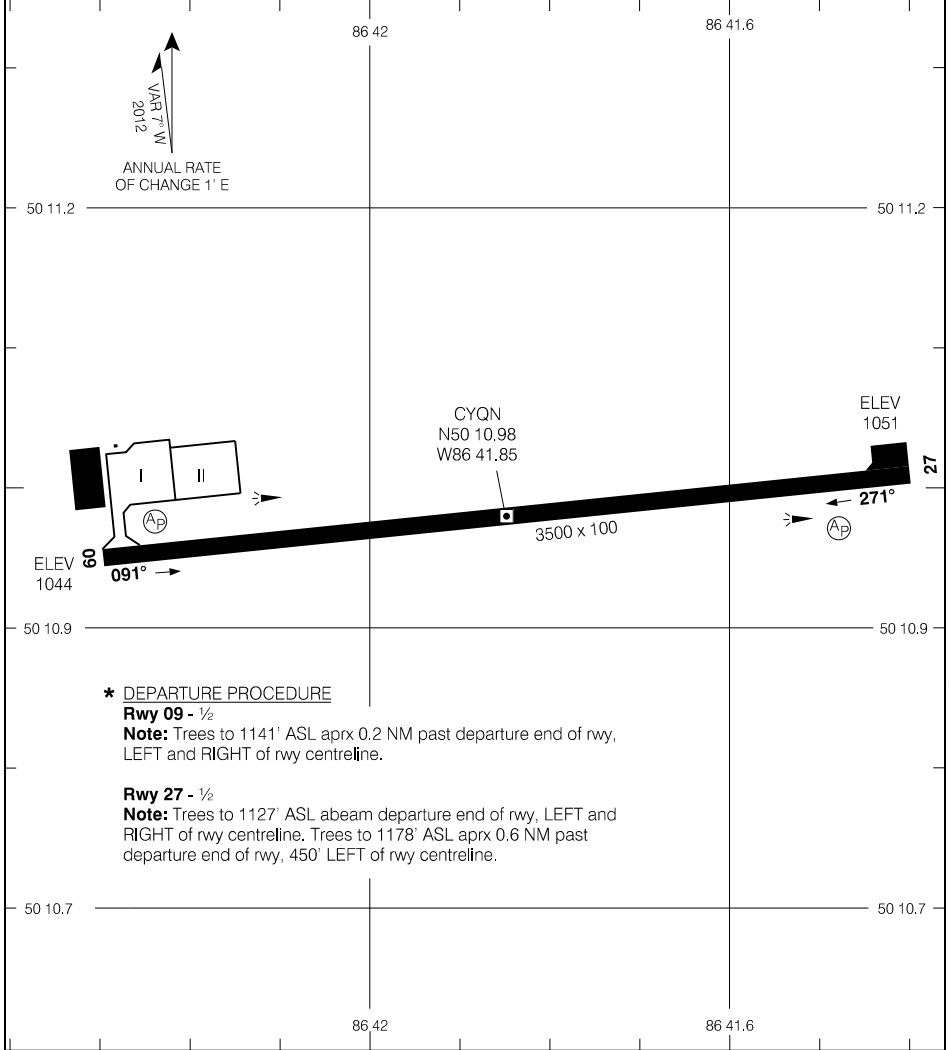 86 42
86 41.6
VAR 7° W
2012
ANNUAL RATE
OF CHANGE 1' E
50 11.2
50 11.2
CYQN
N50 10.98
W86 41.85
ELEV
1051
27
I
II
271°
AP
AP
3500 x 100
09
ELEV
1044
091°
50 10.9
50 10.9
* DEPARTURE PROCEDURE
Rwy 09 - ½
Note: Trees to 1141' ASL aprx 0.2 NM past departure end of rwy,
LEFT and RIGHT of rwy centreline.
Rwy 27 - ½
Note: Trees to 1127' ASL abeam departure end of rwy, LEFT and
RIGHT of rwy centreline. Trees to 1178' ASL aprx 0.6 NM past
departure end of rwy, 450' LEFT of rwy centreline.
50 10.7
50 10.7
86 42
86 41.6